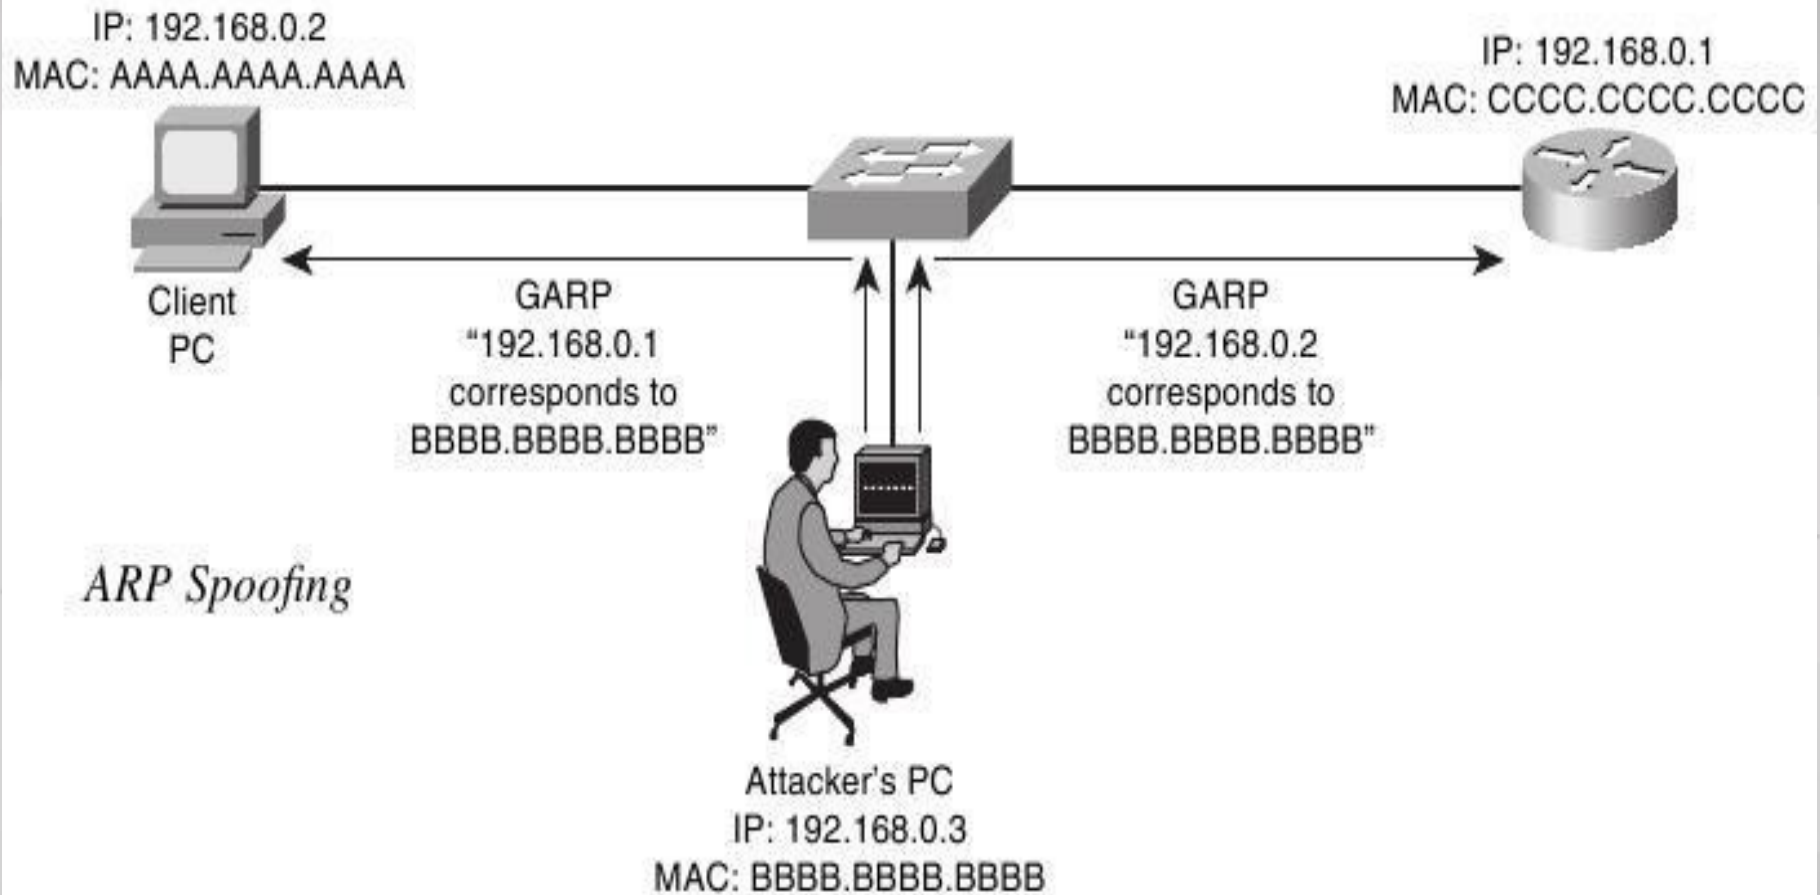 IP: 192.168.0.2
MAC: AAAA.AAAA.AAAA
IP: 192.168.0.1
MAC: CCCC.CCCC.CCCC
Client
PC
GARP
“192.168.0.1
corresponds to
BBBB.BBBB.BBBB”
GARP
“192.168.0.2
corresponds to
BBBB.BBBB.BBBB”
ARP Spoofing
Attacker's PC
IP: 192.168.0.3
MAC: BBBB.BBBB.BBBB